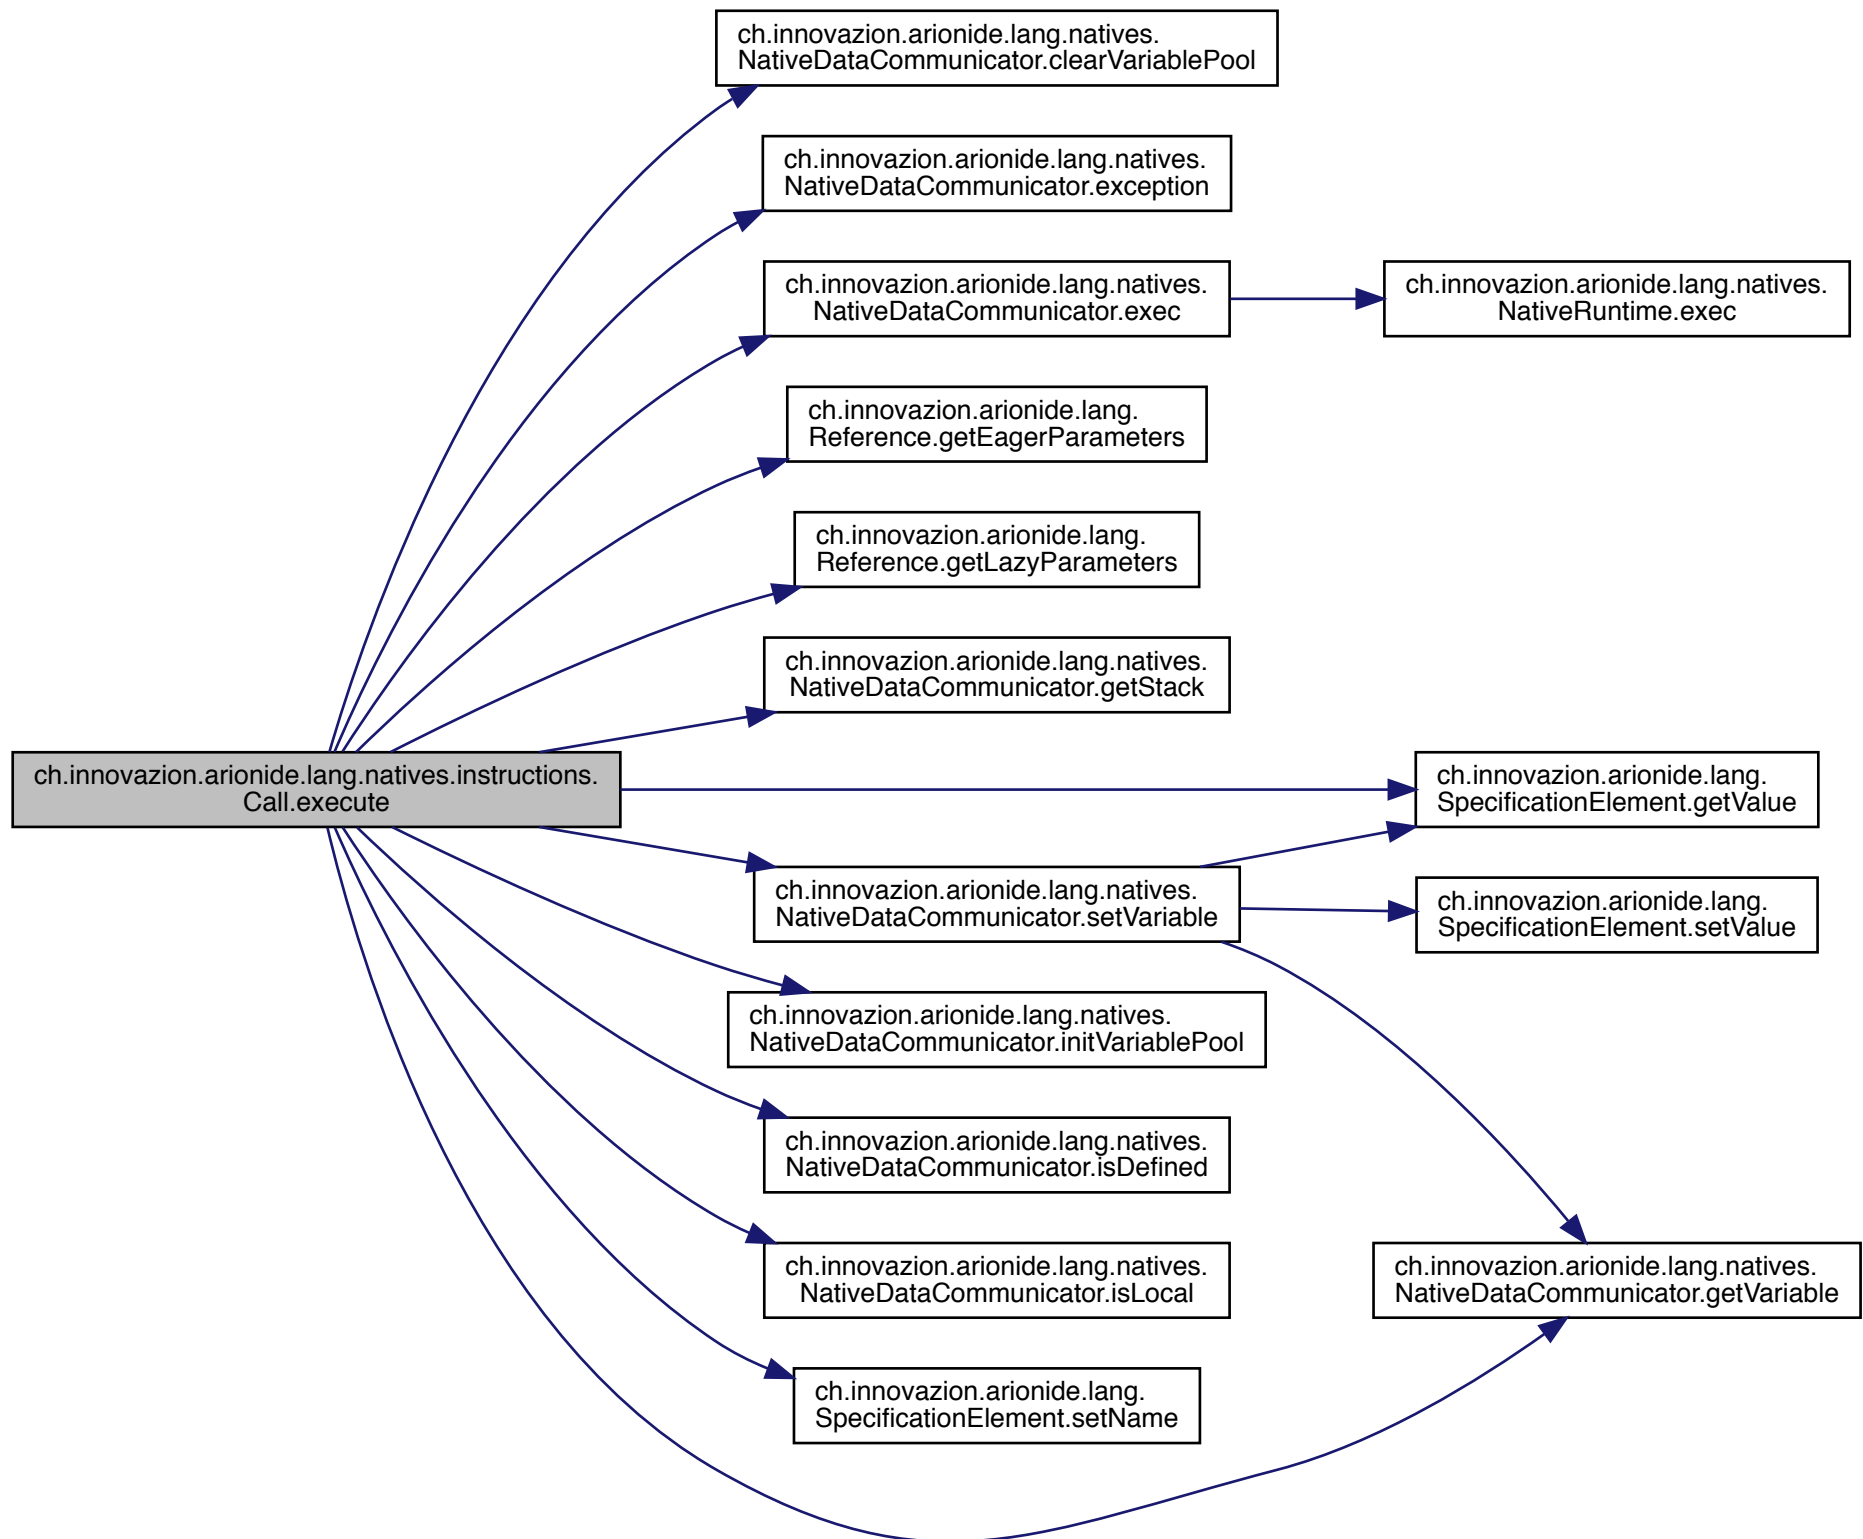 ch.innovazion.arionide.lang.natives.
NativeDataCommunicator.clearVariablePool
ch.innovazion.arionide.lang.natives.
NativeDataCommunicator.exception
ch.innovazion.arionide.lang.natives.
NativeDataCommunicator.exec
ch.innovazion.arionide.lang.natives.
NativeRuntime.exec
ch.innovazion.arionide.lang.
Reference.getEagerParameters
ch.innovazion.arionide.lang.
Reference.getLazyParameters
ch.innovazion.arionide.lang.natives.
NativeDataCommunicator.getStack
ch.innovazion.arionide.lang.natives.instructions.
Call.execute
ch.innovazion.arionide.lang.
SpecificationElement.getValue
ch.innovazion.arionide.lang.natives.
NativeDataCommunicator.setVariable
ch.innovazion.arionide.lang.
SpecificationElement.setValue
ch.innovazion.arionide.lang.natives.
NativeDataCommunicator.initVariablePool
ch.innovazion.arionide.lang.natives.
NativeDataCommunicator.isDefined
ch.innovazion.arionide.lang.natives.
NativeDataCommunicator.isLocal
ch.innovazion.arionide.lang.natives.
NativeDataCommunicator.getVariable
ch.innovazion.arionide.lang.
SpecificationElement.setName